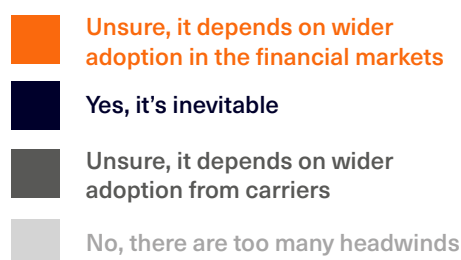 Unsure, it depends on wider
adoption in the financial markets
Yes, it's inevitable
Unsure, it depends on wider
adoption from carriers
No, there are too many headwinds